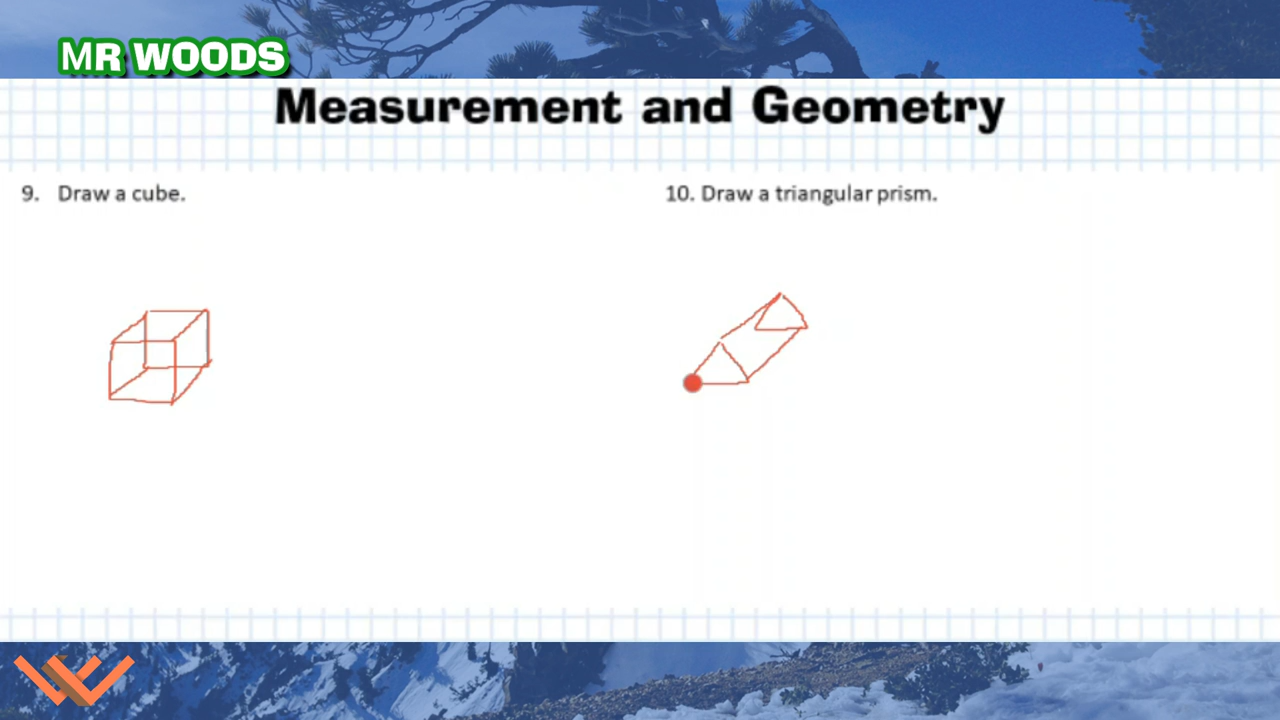 MR WOODS
Measurement and Geometry
9. Draw a cube.
10. Draw a triangular prism.